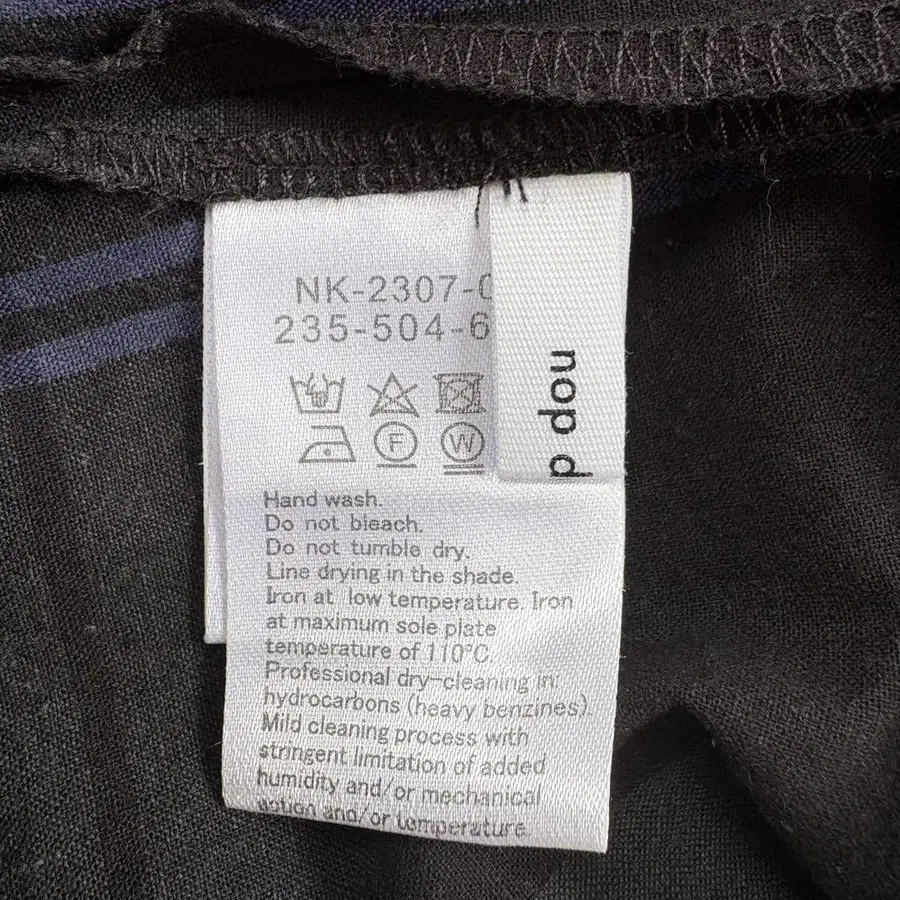 NK-2307-0
235-504-6
F
W
Hand wash.
Do not bleach.
Do not tumble dry.
Line drying in the shade.
Iron at low temperature. Iron
at maximum sole plate
temperature of 110°C.
Professional dry-cleaning in:
hydrocarbons (heavy benzines).
Mild cleaning process with
stringent limitation of added
humidity and/or mechanical
action and/or temperature.
p dou